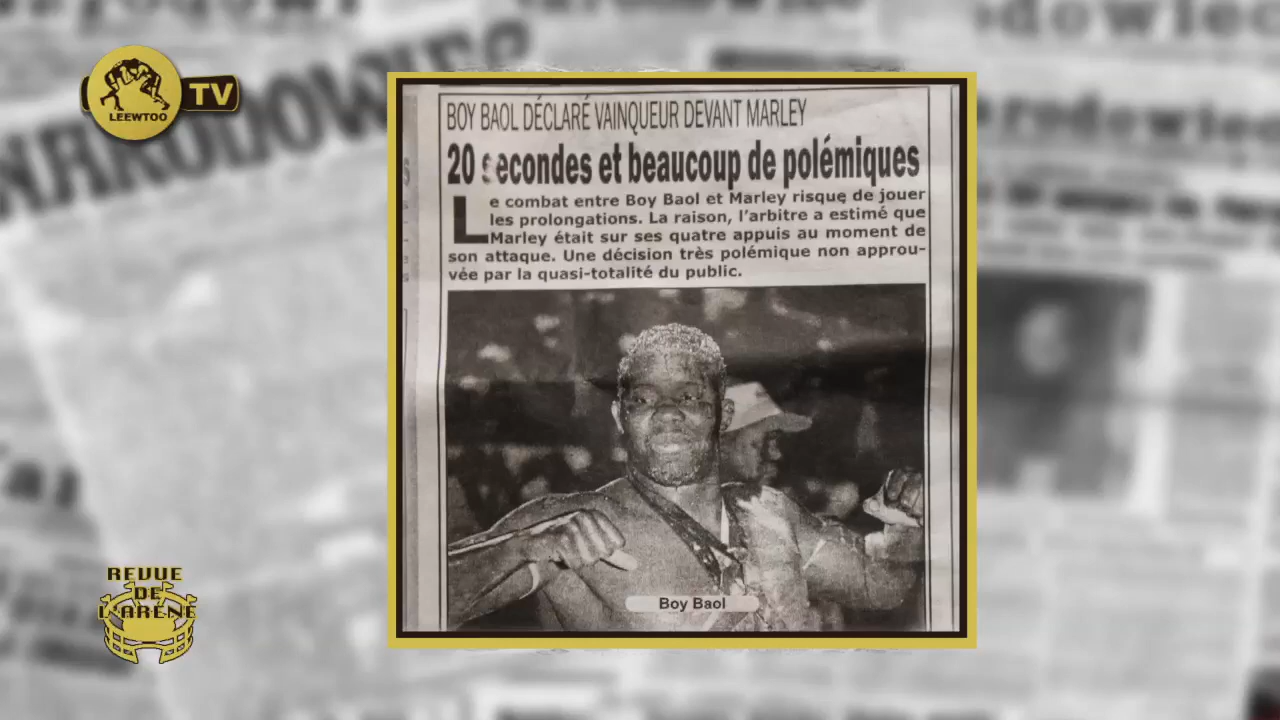 LEEWTOO
TV
BOY BAOL DÉCLARÉ VAINQUEUR DEVANT MARLEY
20 secondes et beaucoup de polémiques
Le combat entre Boy Baol et Marley risque de jouer
les prolongations. La raison, l'arbitre a estimé que
Marley était sur ses quatre appuis au moment de
son attaque. Une décision très polémique non approu-
vée par la quasi-totalité du public.
Boy Baol
REVUE
DE
L'ARÈNE
NARODOWIEC